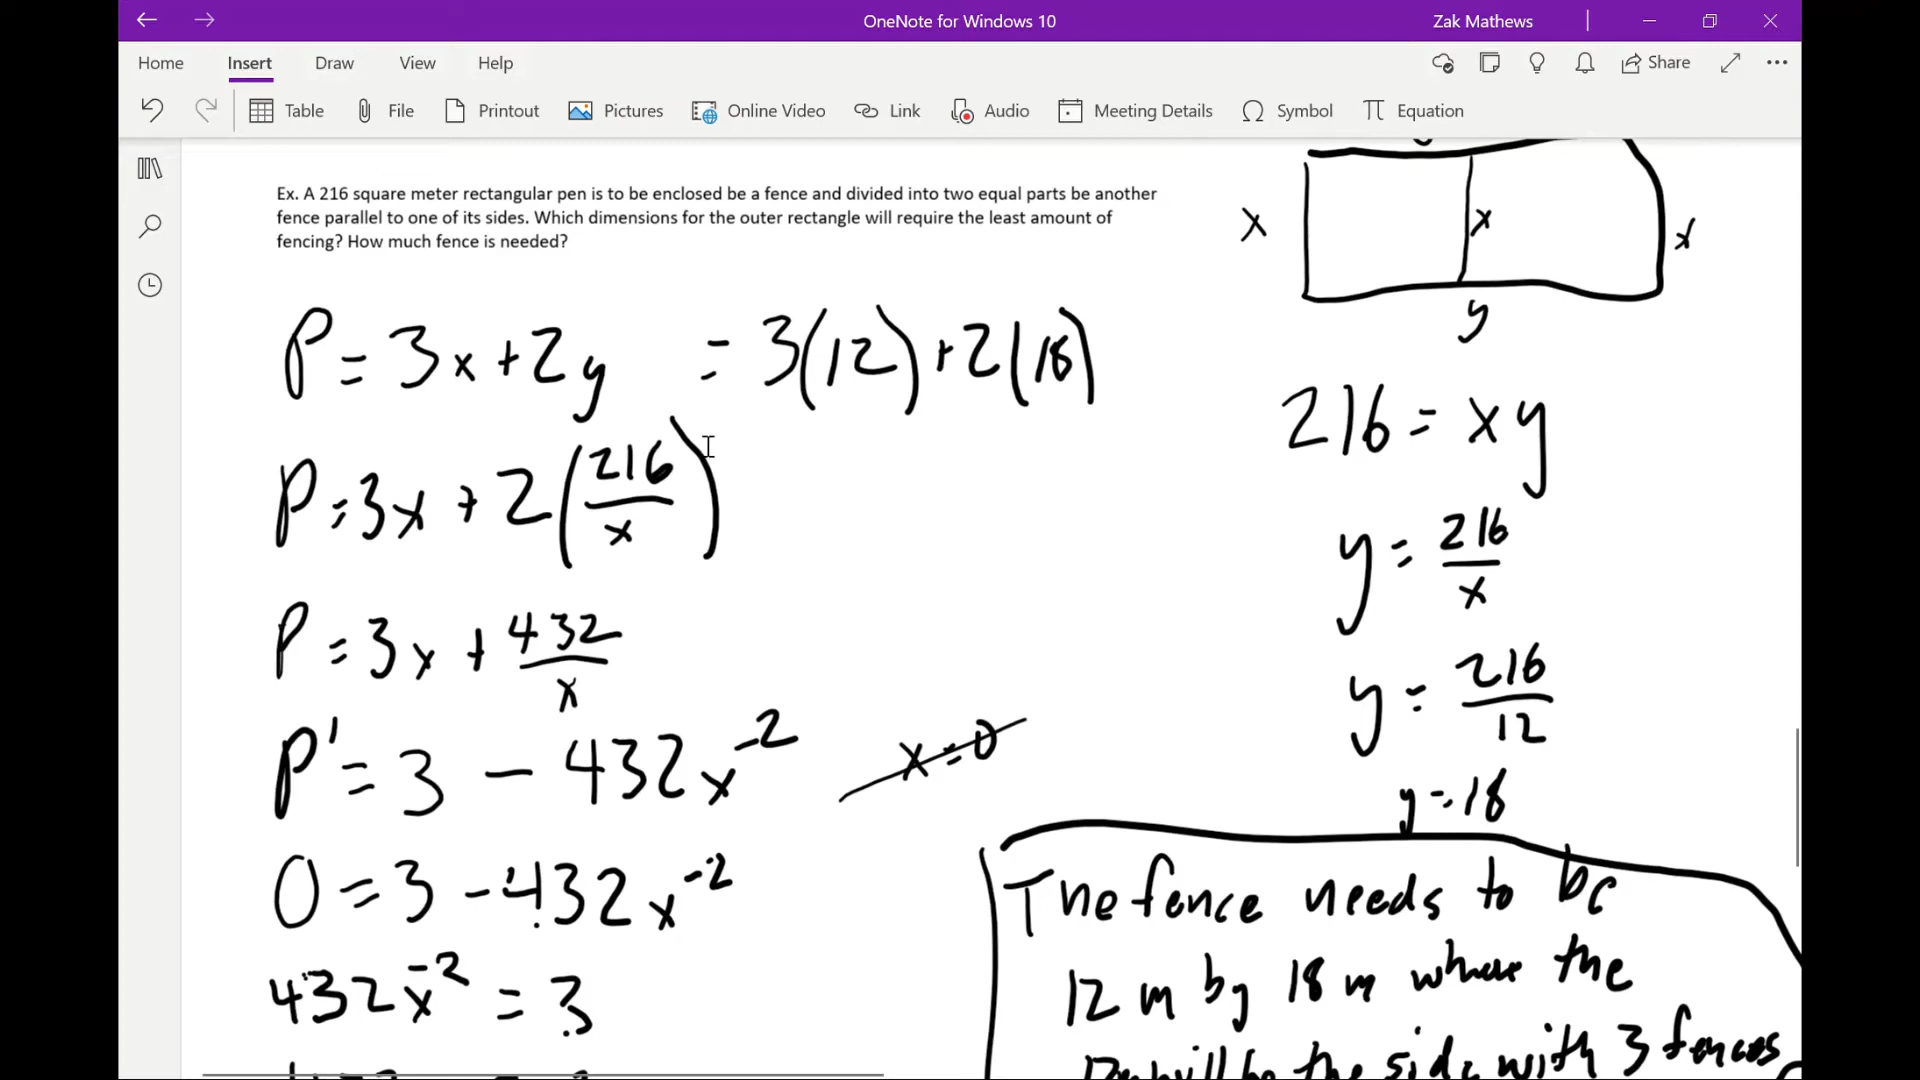 OneNote for Windows 10
Zak Mathews
Home Insert Draw View Help
Share
Table File Printout Pictures Online Video Link Audio Meeting Details Symbol Equation
Ex. A 216 square meter rectangular pen is to be enclosed be a fence and divided into two equal parts be another
fence parallel to one of its sides. Which dimensions for the outer rectangle will require the least amount of
fencing? How much fence is needed?
x x x
y
P = 3x + 2y = 3(12) + 2(18)
P = 3x + 2(216/x)
P = 3x + 432/x
P' = 3 - 432x^-2 x = 0
0 = 3 - 432x^-2
432x^-2 = 3
216 = xy
y = 216/x
y = 216/12
y = 18
The fence needs to be
12 m by 18 m where the
the side with 3 fences